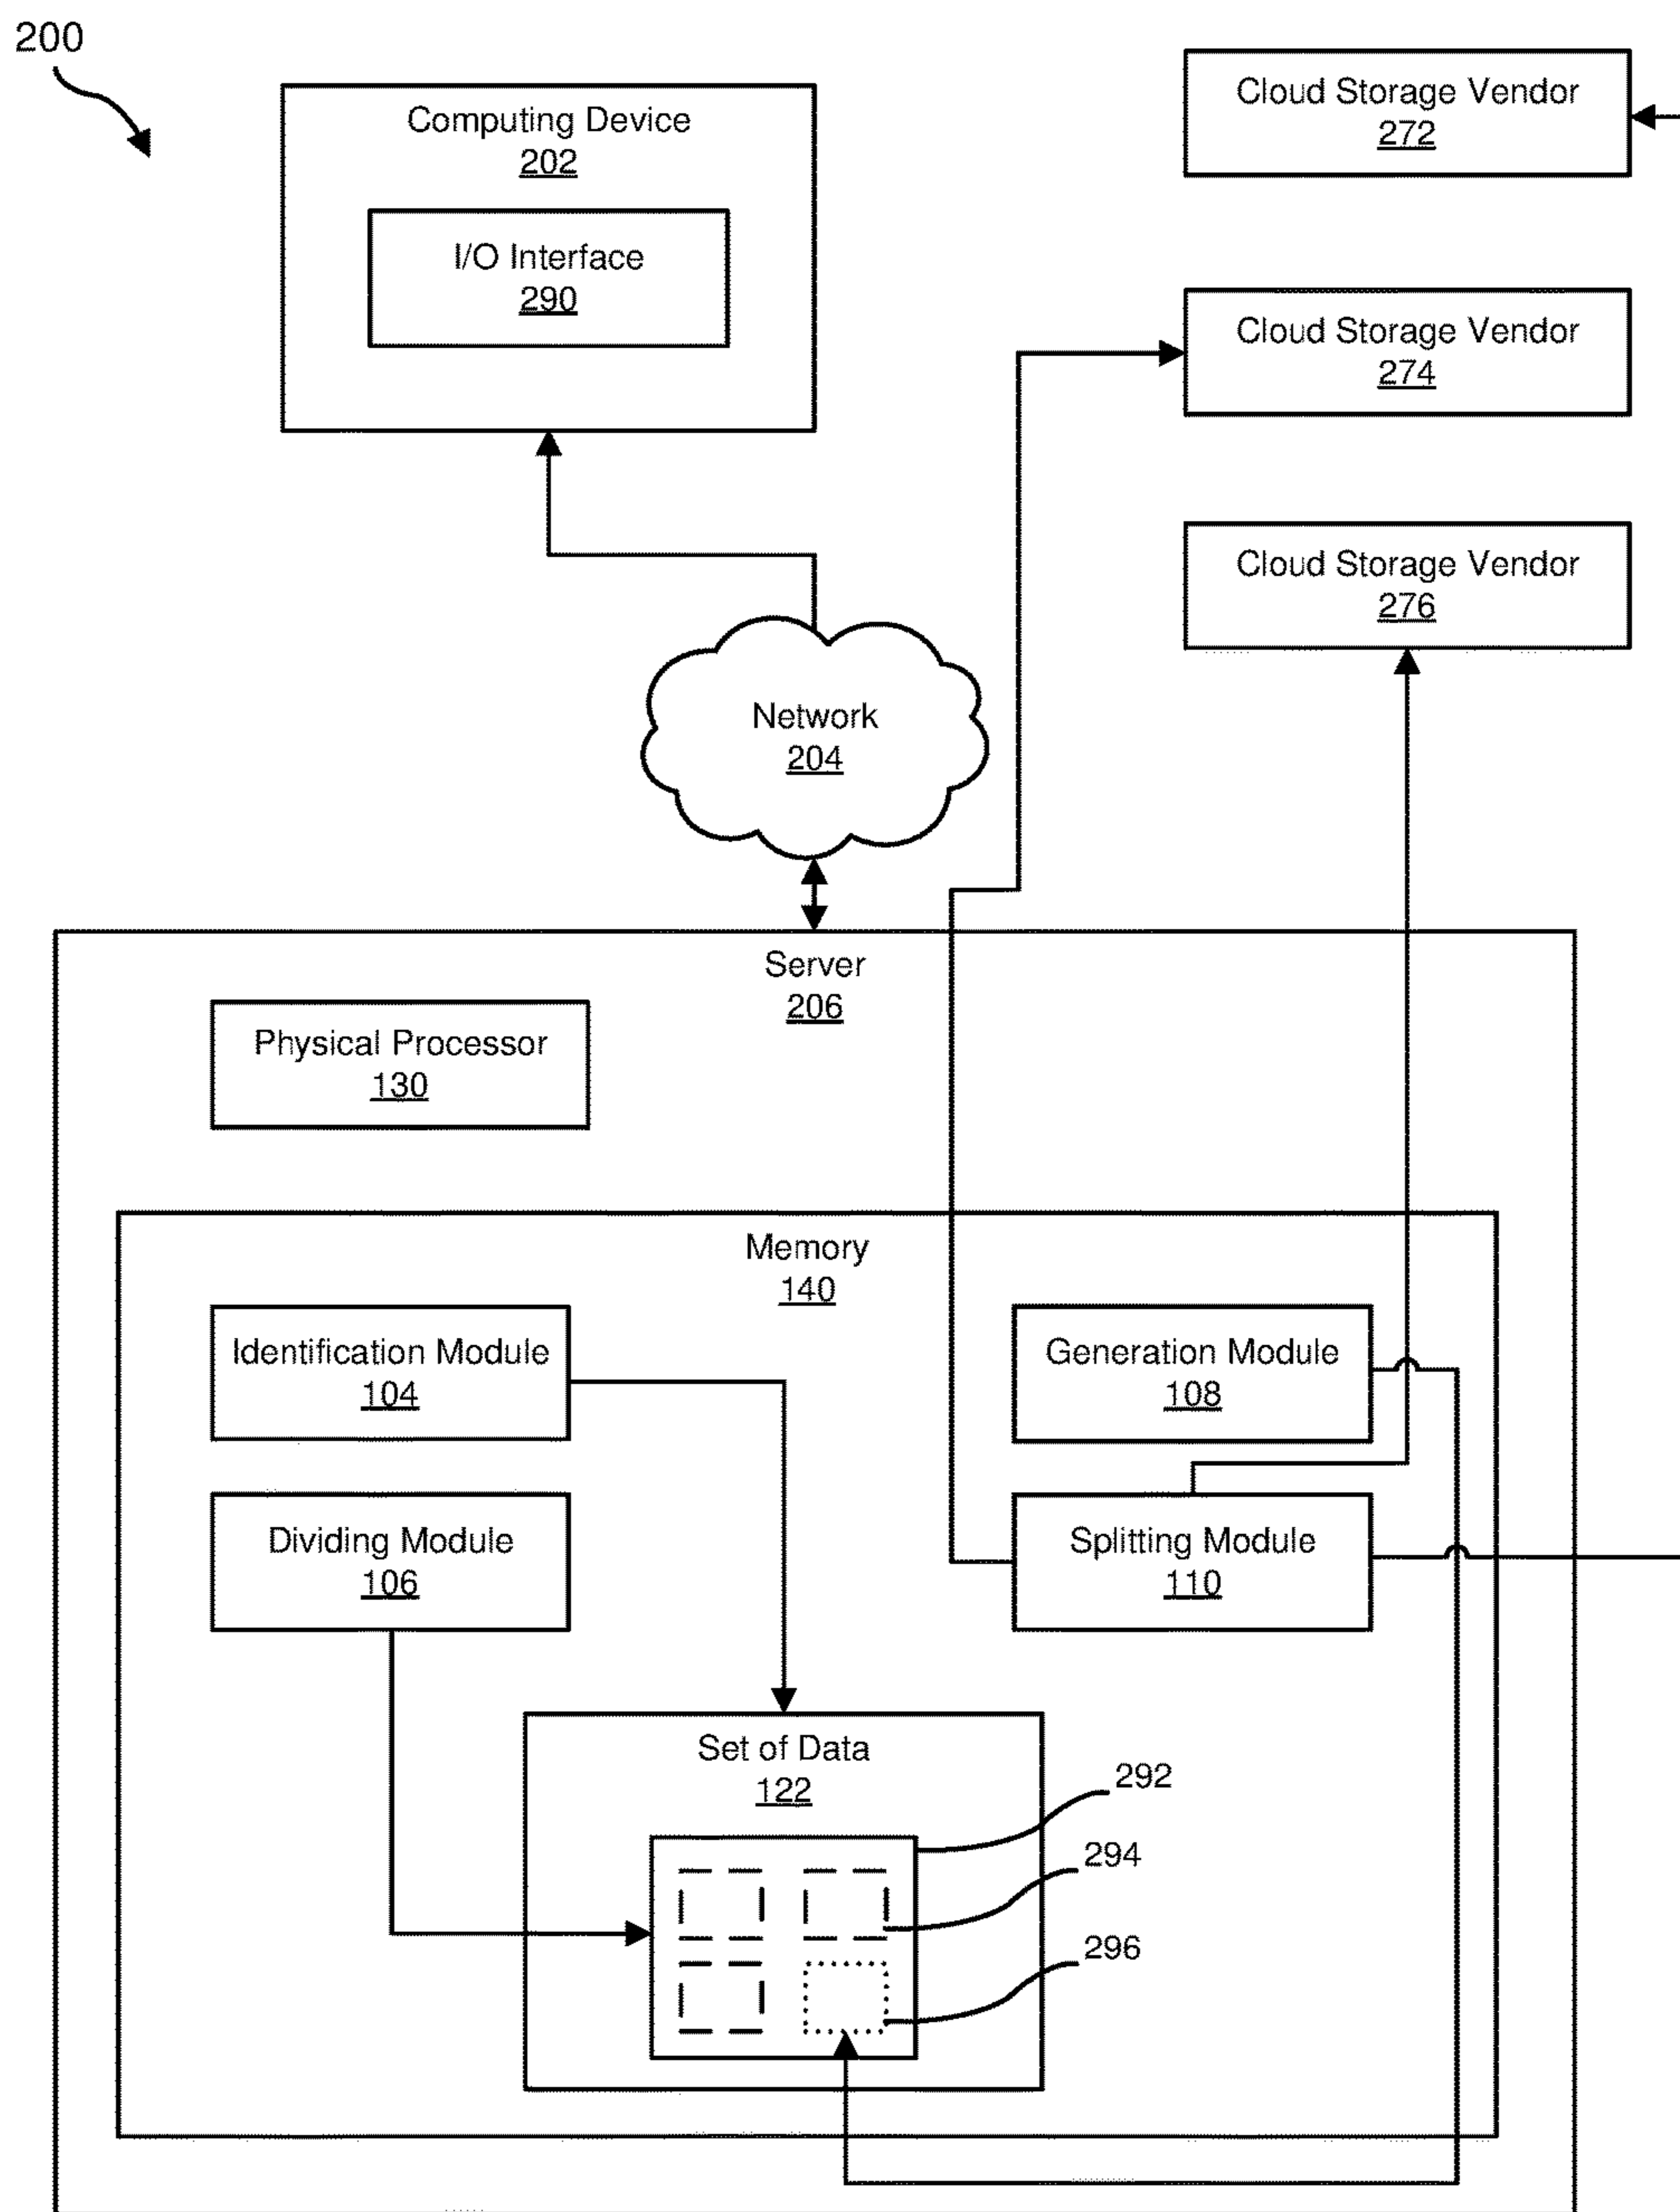 200
Computing Device
202
I/O Interface
290
Cloud Storage Vendor
272
Cloud Storage Vendor
274
Cloud Storage Vendor
276
Network
204
Server
206
Physical Processor
130
Memory
140
Identification Module
104
Generation Module
108
Dividing Module
106
Splitting Module
110
Set of Data
122
292
294
296